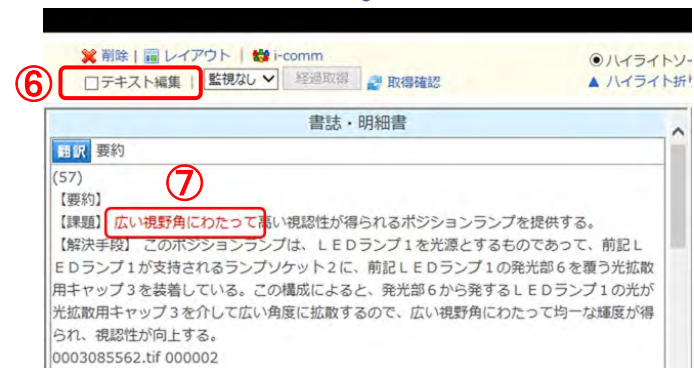 削除 | レイアウト | i-comm
◉ハイライトソー
⑥ □テキスト編集 | 監視なし 経過取得 取得確認
▲ ハイライト折り
書誌・明細書
翻訳 要約
(57)
⑦
【要約】
【課題】 広い視野角にわたって高い視認性が得られるポジションランプを提供する。
【解決手段】 このポジションランプは、ＬＥＤランプ１を光源とするものであって、前記Ｌ
ＥＤランプ１が支持されるランプソケット２に、前記ＬＥＤランプ１の発光部６を覆う光拡散
用キャップ３を装着している。この構成によると、発光部６から発するＬＥＤランプ１の光が
光拡散用キャップ３を介して広い角度に拡散するので、広い視野角にわたって均一な輝度が得
られ、視認性が向上する。
0003085562.tif 000002